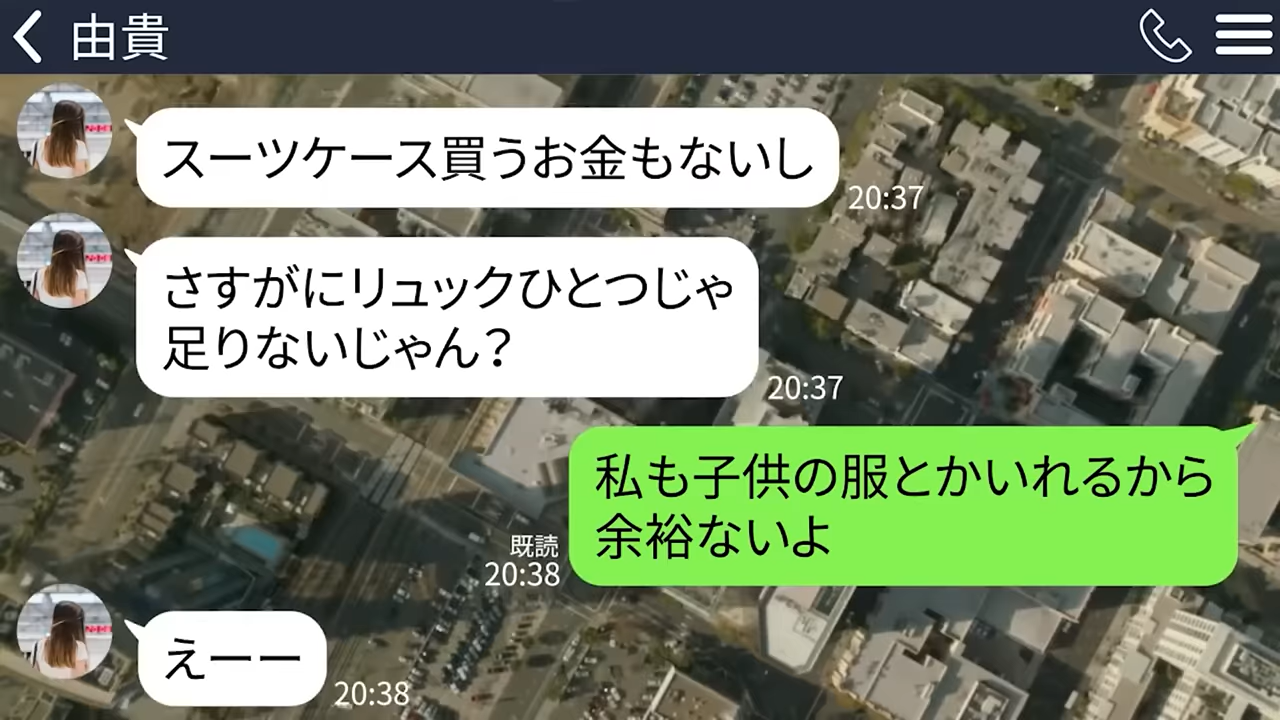 由貴
スーツケース買うお金もないし
20:37
さすがにリュックひとつじゃ
足りないじゃん?
20:37
私も子供の服とかいれるから
余裕ないよ
既読
20:38
えーー
20:38